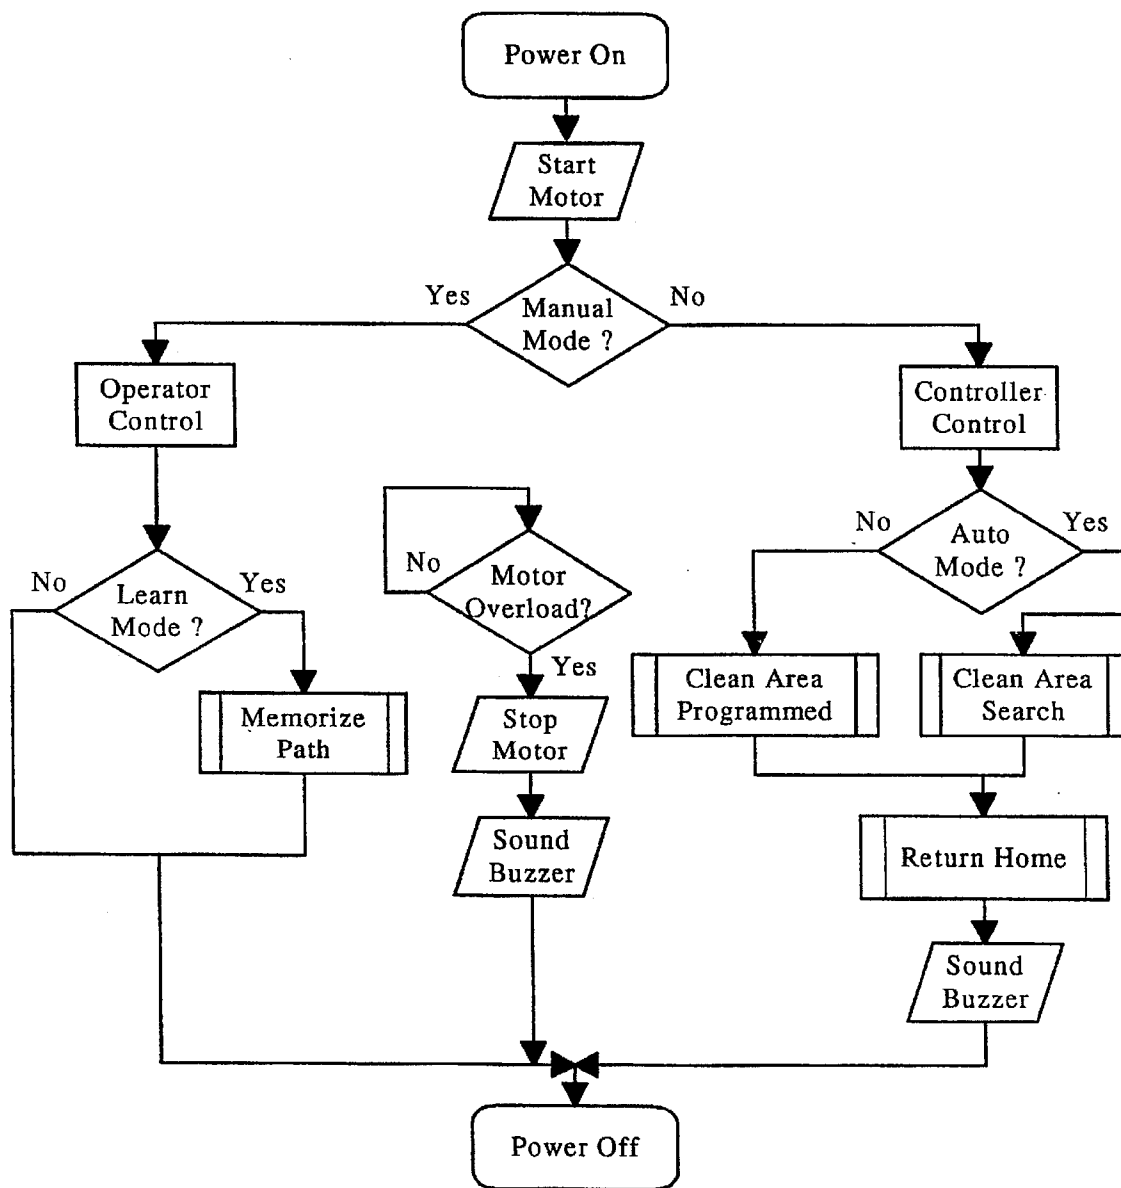 Power On
Start
Motor
Yes
Manual
Mode ?
No
Operator
Control
Controller
Control
No
Auto
Mode ?
Yes
No
Motor
Overload?
Yes
No
Learn
Mode ?
Yes
Clean Area
Programmed
Clean Area
Search
Memorize
Path
Stop
Motor
Sound
Buzzer
Return Home
Sound
Buzzer
Power Off